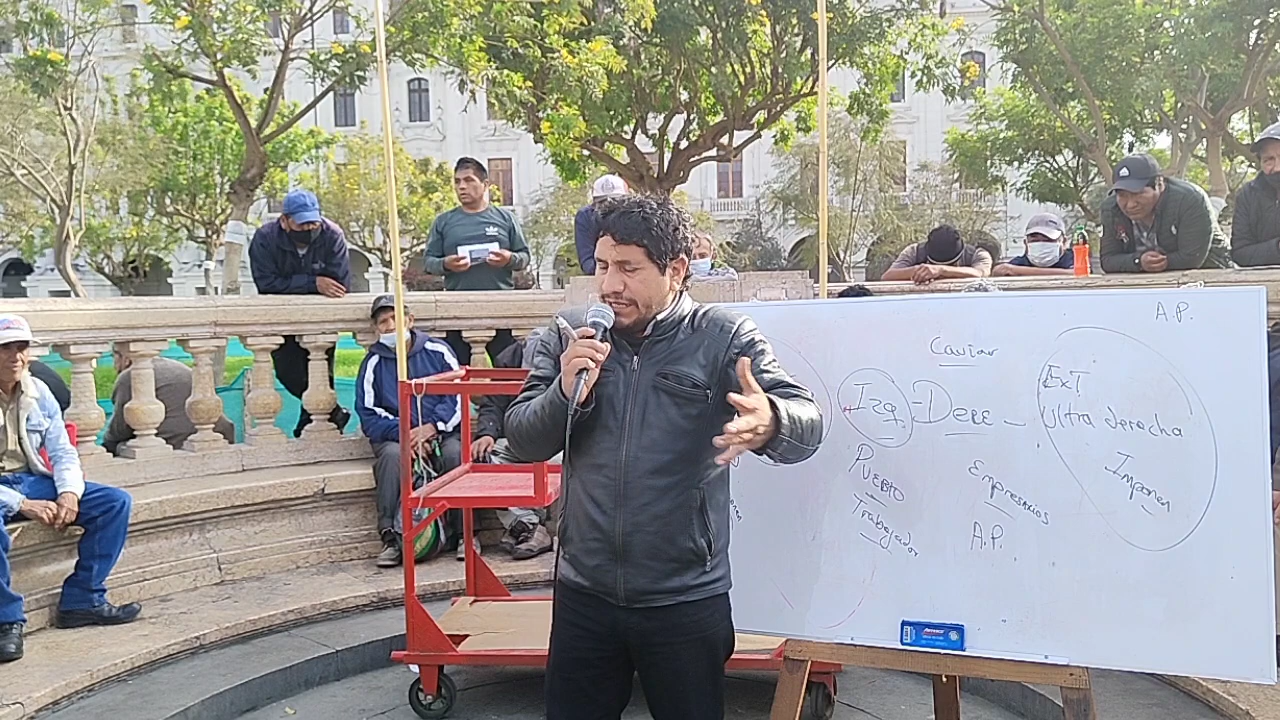 A.P.
Caviar
Izq-Dere - 
ExT
Ultra derecha
Imponen
Pueblo
Trabajador
Empresarios
A.P.